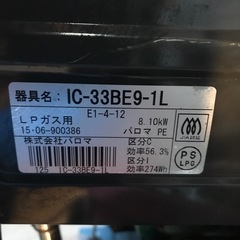 器具名：IC-33BE9-1L
E1-4-12
LPガス用 8.10kW
15-06-900386 パロマ PE
株式会社パロマ 区分C
効率56.3%
区分I
125 IC-33BE9-1L 効率274Wh
PS
LPG